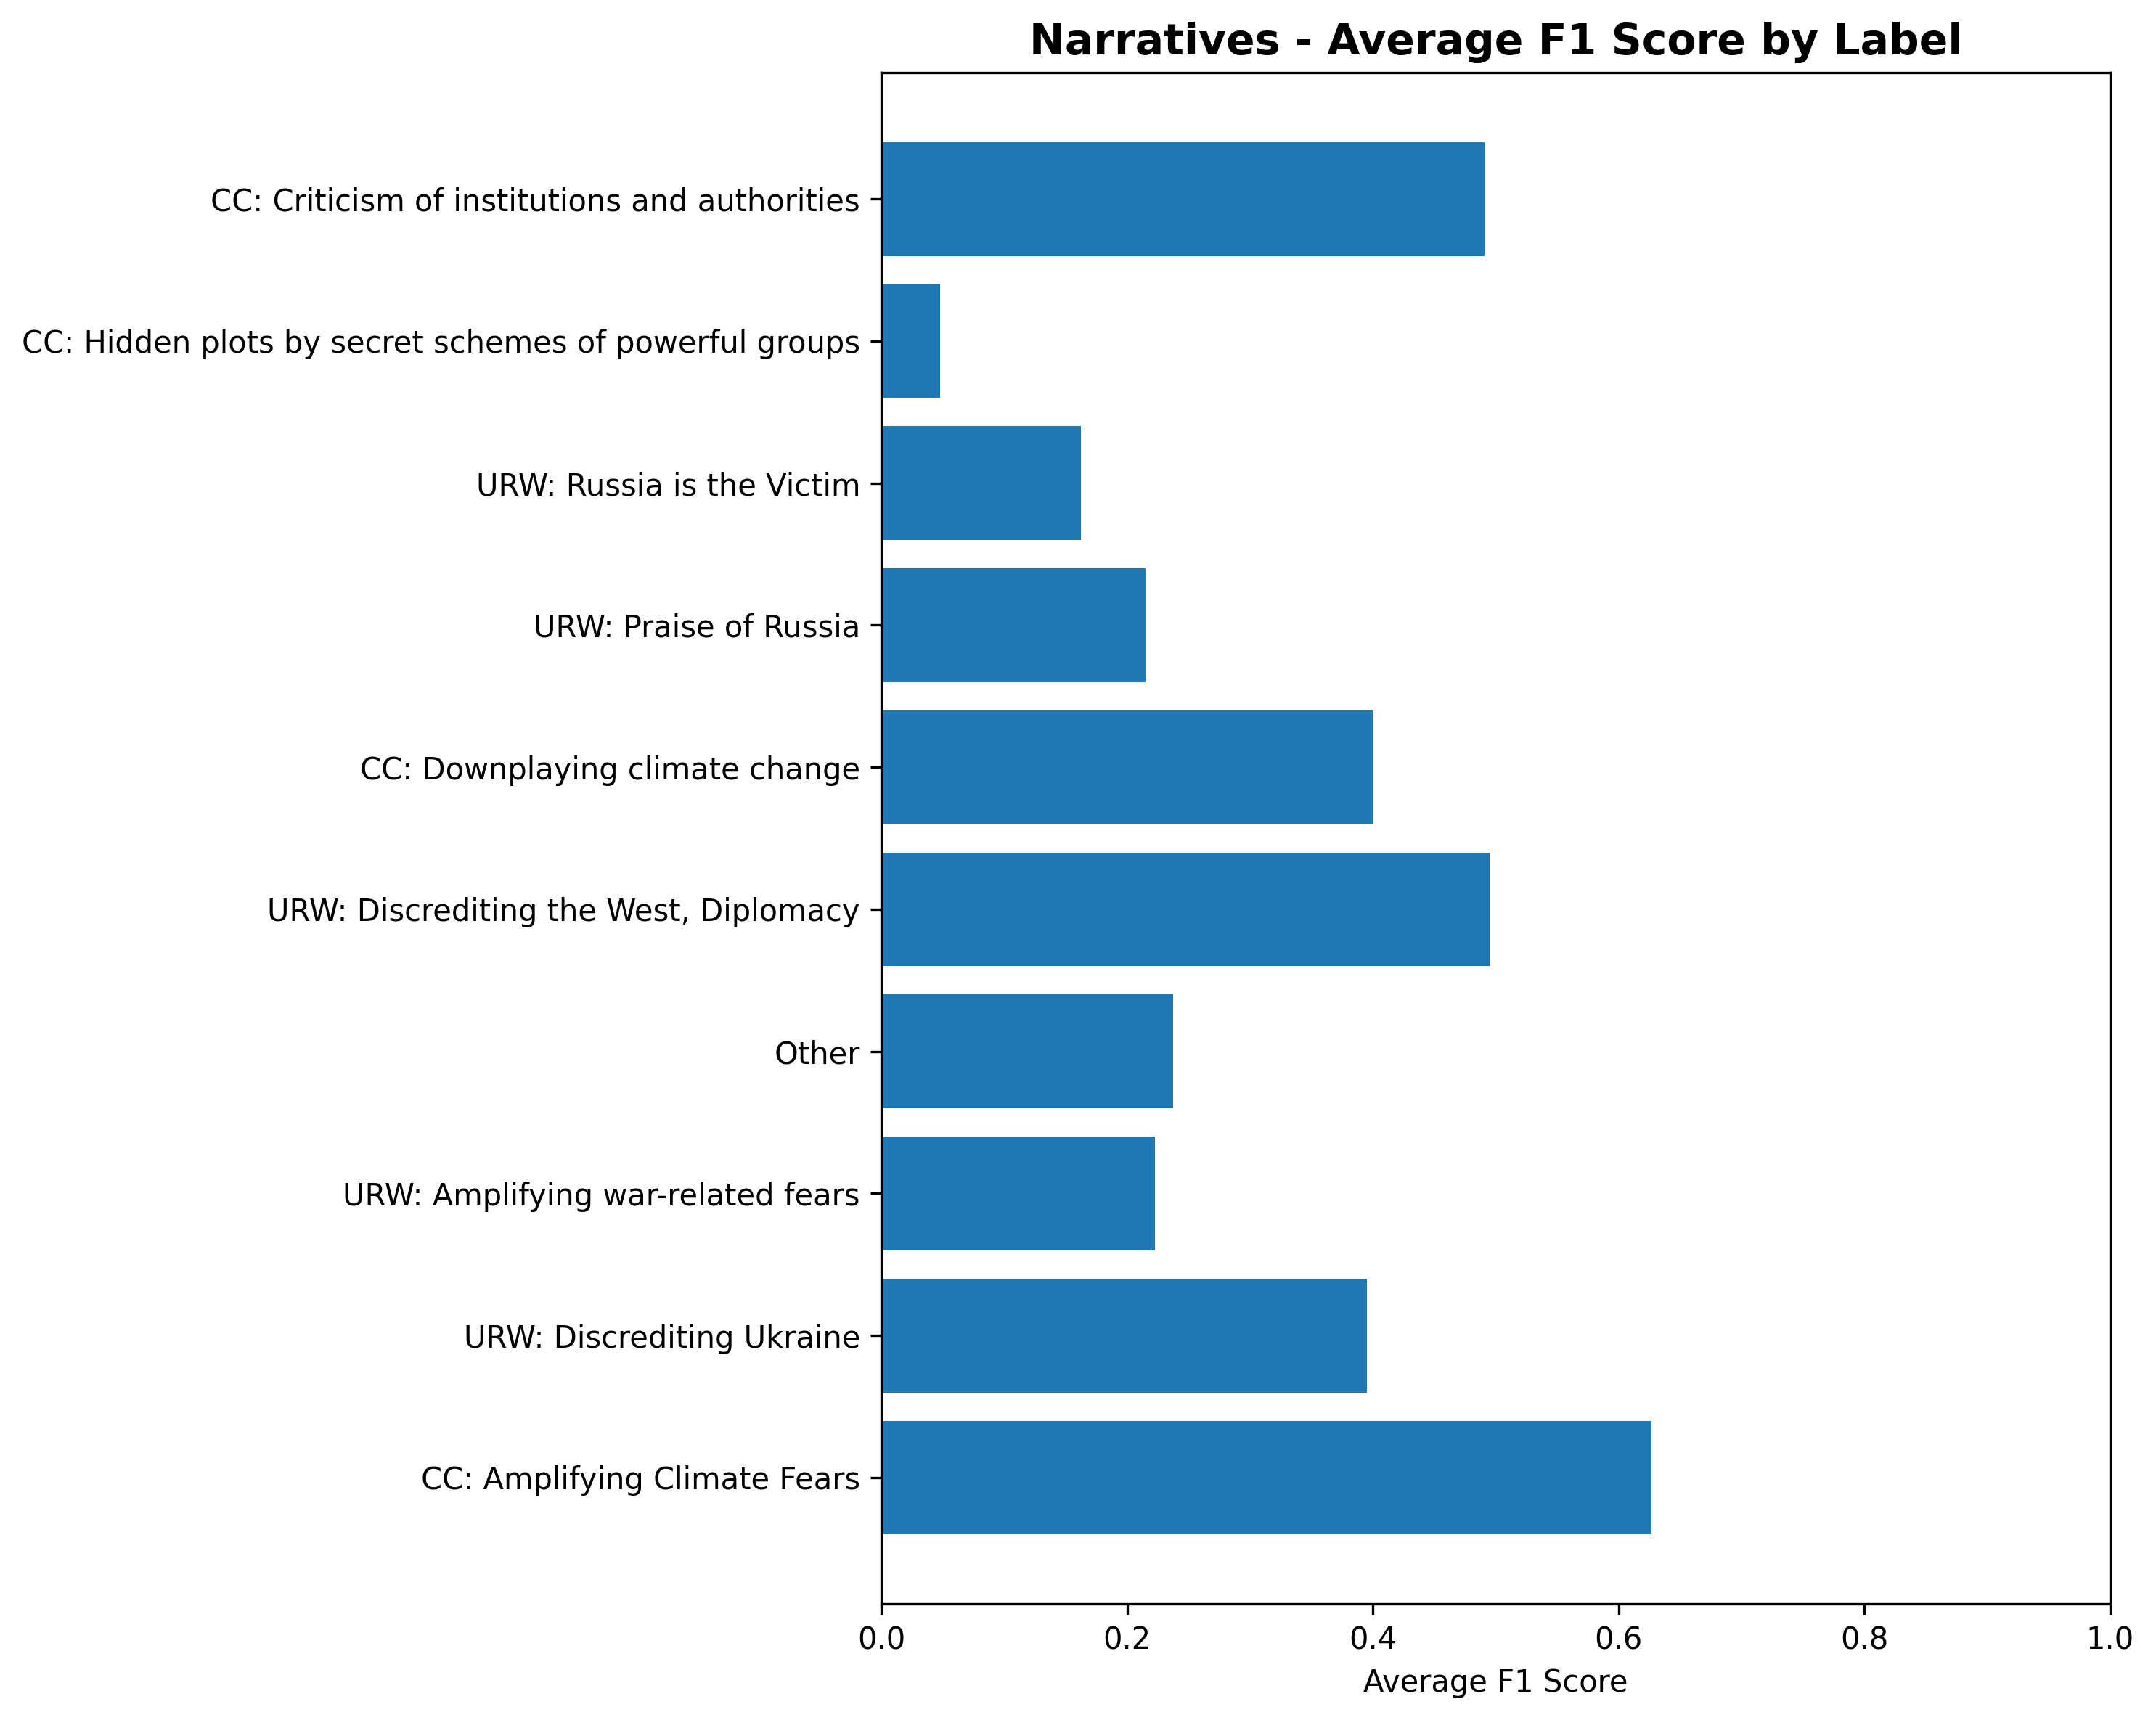 Narratives - Average F1 Score by Label
CC: Criticism of institutions and authorities
CC: Hidden plots by secret schemes of powerful groups
URW: Russia is the Victim
URW: Praise of Russia
CC: Downplaying climate change
URW: Discrediting the West, Diplomacy
Other
URW: Amplifying war-related fears
URW: Discrediting Ukraine
CC: Amplifying Climate Fears
0.0 0.2 0.4 0.6 0.8 1.0
Average F1 Score